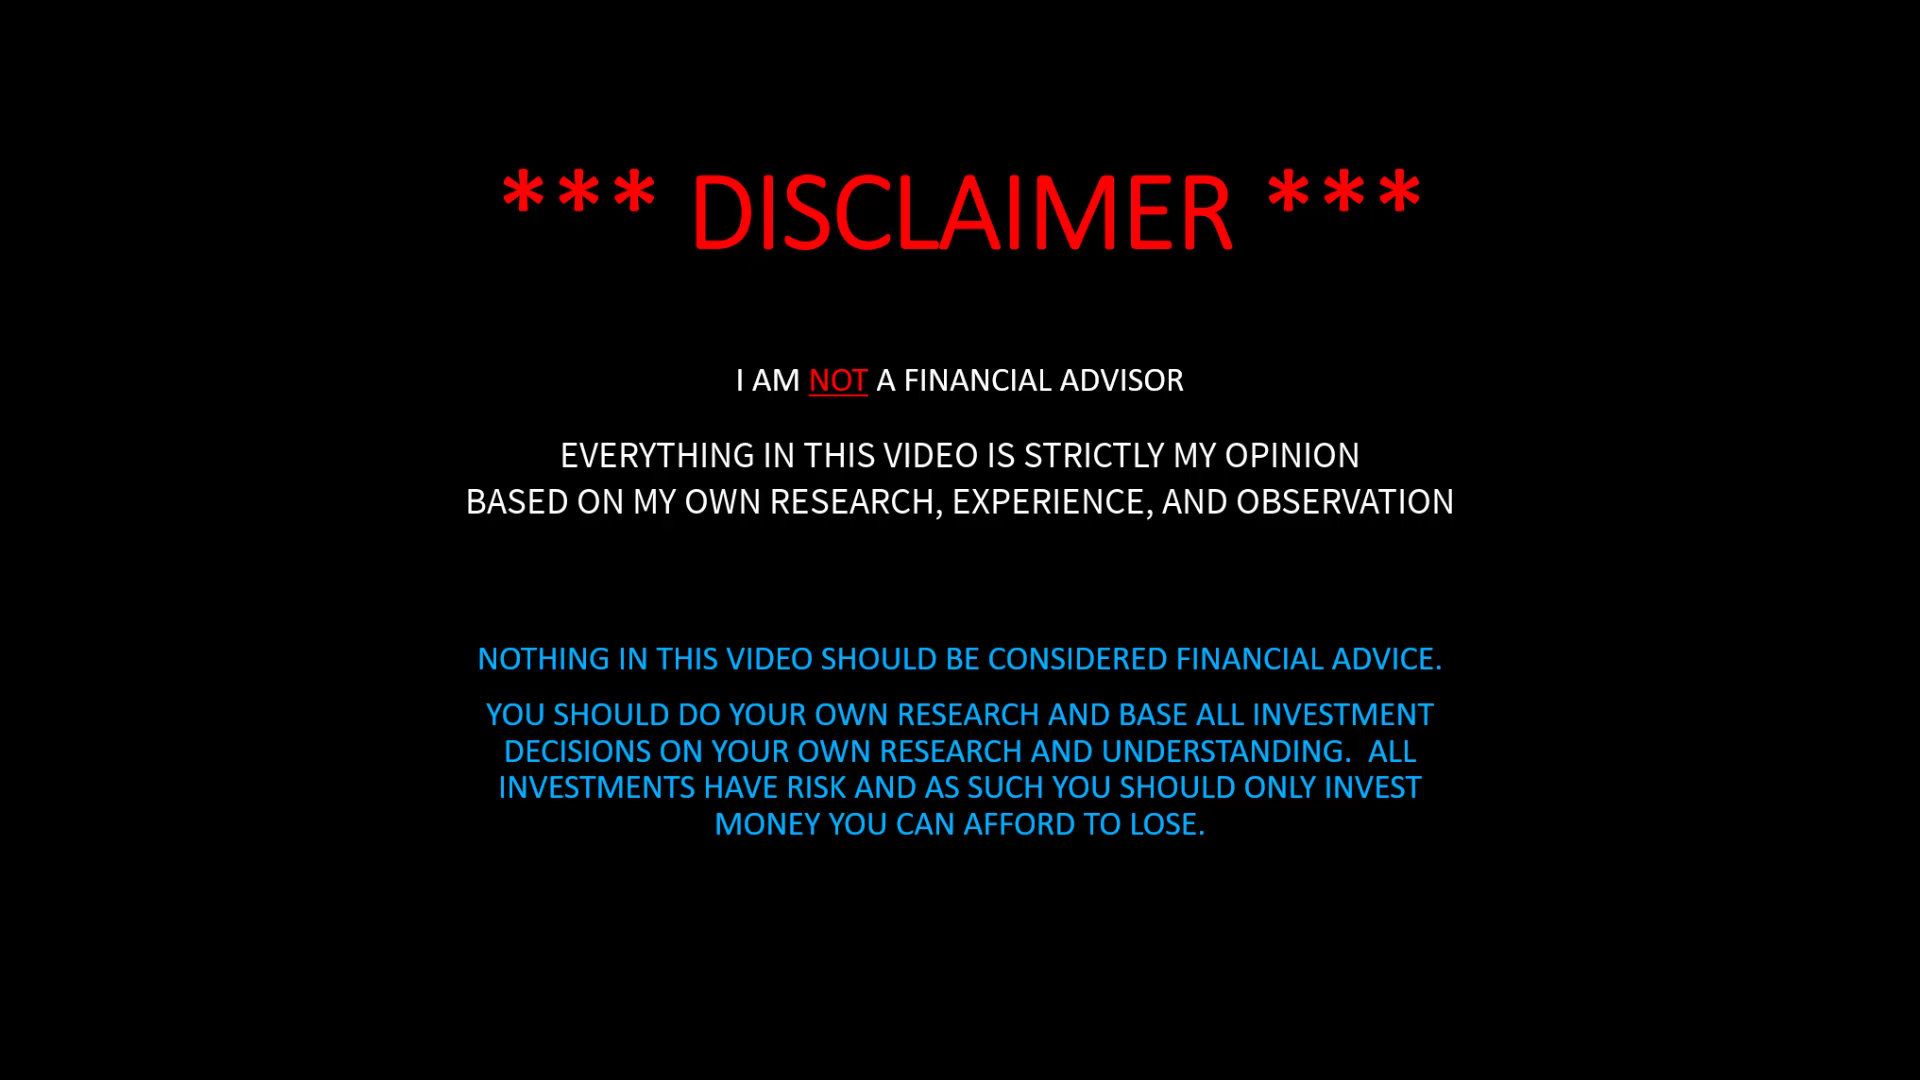 *** DISCLAIMER ***
I AM NOT A FINANCIAL ADVISOR
EVERYTHING IN THIS VIDEO IS STRICTLY MY OPINION
BASED ON MY OWN RESEARCH, EXPERIENCE, AND OBSERVATION
NOTHING IN THIS VIDEO SHOULD BE CONSIDERED FINANCIAL ADVICE.
YOU SHOULD DO YOUR OWN RESEARCH AND BASE ALL INVESTMENT
DECISIONS ON YOUR OWN RESEARCH AND UNDERSTANDING.  ALL
INVESTMENTS HAVE RISK AND AS SUCH YOU SHOULD ONLY INVEST
MONEY YOU CAN AFFORD TO LOSE.